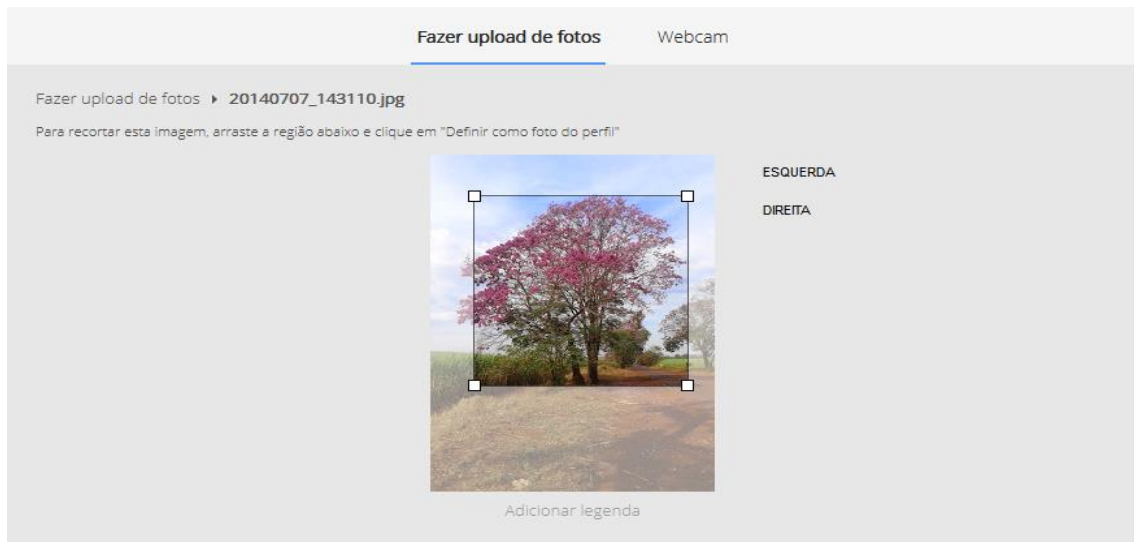 Fazer upload de fotos Webcam
Fazer upload de fotos ▸ 20140707_143110.jpg
Para recortar esta imagem, arraste a região abaixo e clique em "Definir como foto do perfil"
ESQUERDA
DIREITA
Adicionar legenda